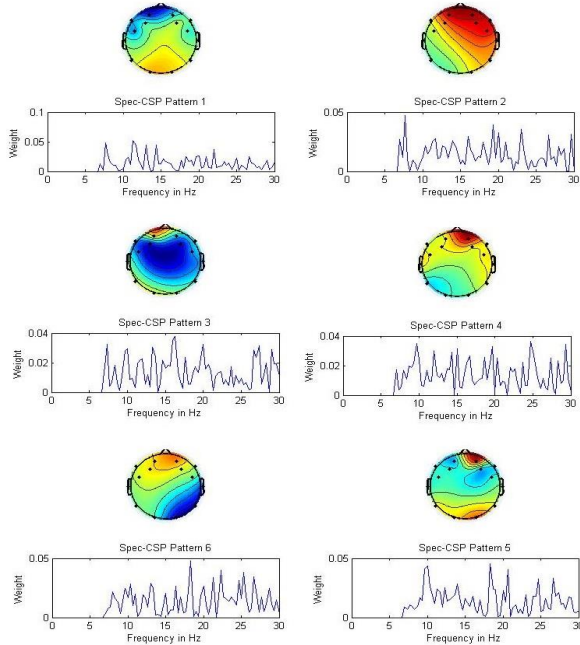 Spec-CSP Pattern 1
0.1
0.05
0
Weight
0 5 10 15 20 25 30
Frequency in Hz
Spec-CSP Pattern 2
0.05
0
Weight
0 5 10 15 20 25 30
Frequency in Hz
Spec-CSP Pattern 3
0.04
0.02
0
Weight
0 5 10 15 20 25 30
Frequency in Hz
Spec-CSP Pattern 4
0.04
0.02
0
Weight
0 5 10 15 20 25 30
Frequency in Hz
Spec-CSP Pattern 6
0.05
0
Weight
0 5 10 15 20 25 30
Frequency in Hz
Spec-CSP Pattern 5
0.05
0
Weight
0 5 10 15 20 25 30
Frequency in Hz